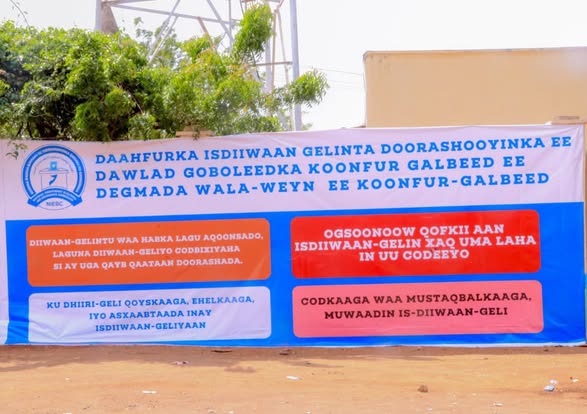 DAAHFURKA ISDIIWAAN GELINTA DOORASHOOYINKA EE
DAWLAD GOBOLEEDKA KOONFUR GALBEED EE
DEGMADA WALA-WEYN EE KOONFUR-GALBEED
NIEBC
DIIWAAN-GELINTU WAA HABKA LAGU AQOONSADO,
LAGUNA DIIWAAN-GELIYO CODBIXIYAHA
SI AY UGA QAYB QAATAAN DOORASHADA.
OGSOONOOW QOFKII AAN
ISDIIWAAN-GELIN XAQ UMA LAHA
IN UU CODEEYO
KU DHIIRI-GELI QOYSKAAGA, EHELKAAGA,
IYO ASXAABTAADA INAY
ISDIIWAAN-GELIYAAN
CODKAAGA WAA MUSTAQBALKAAGA,
MUWAADIN IS-DIIWAAN-GELI